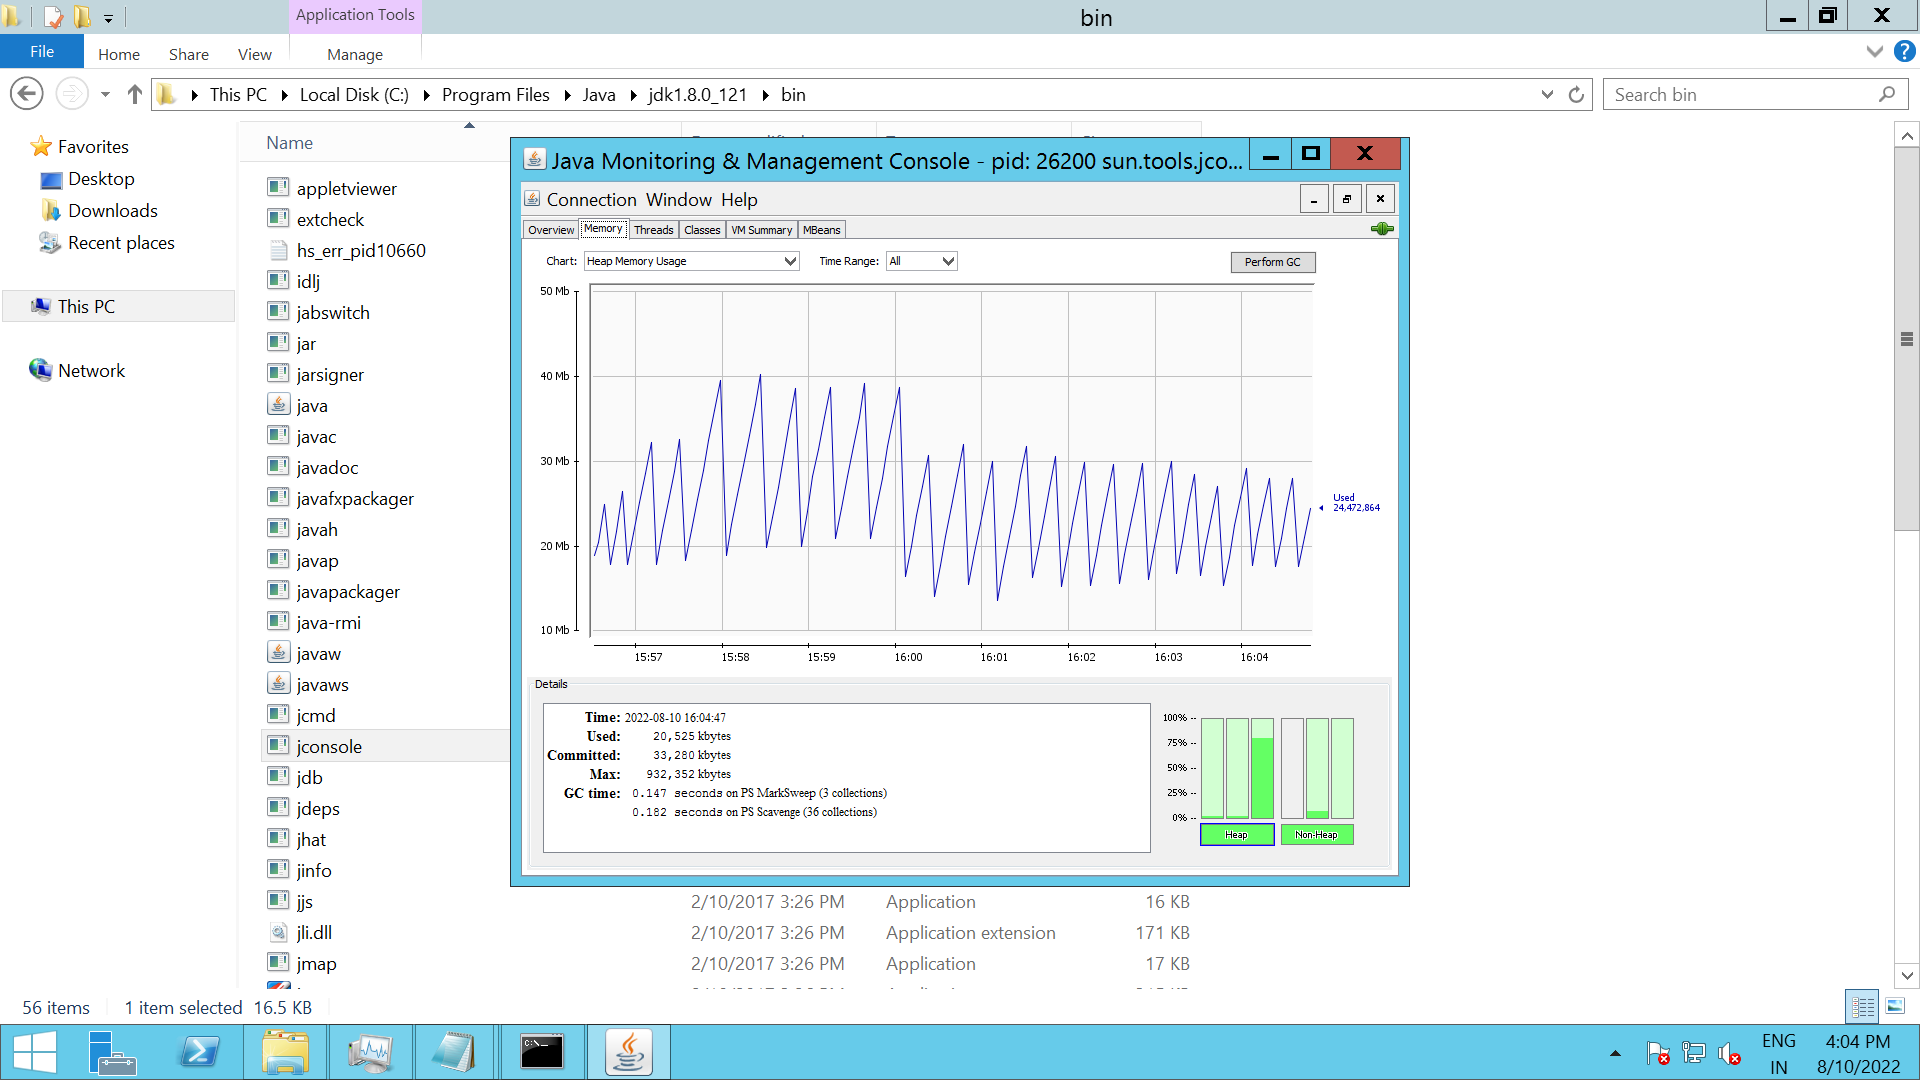 Application Tools
bin
File
Home
Share
View
Manage
This PC
Local Disk (C:)
Program Files
Java
jdk1.8.0_121
bin
Search bin
Favorites
Desktop
Downloads
Recent places
This PC
Network
Name
appletviewer
extcheck
hs_err_pid10660
idlj
jabswitch
jar
jarsigner
java
javac
javadoc
javafxpackager
javah
javap
javapackager
java-rmi
javaw
javaws
jcmd
jconsole
jdb
jdeps
jhat
jinfo
jjs 2/10/2017 3:26 PM Application 16 KB
jli.dll 2/10/2017 3:26 PM Application extension 171 KB
jmap 2/10/2017 3:26 PM Application 17 KB
Java Monitoring & Management Console - pid: 26200 sun.tools.jco...
Connection Window Help
Overview Memory Threads Classes VM Summary MBeans
Chart: Heap Memory Usage Time Range: All Perform GC
50 Mb
40 Mb
30 Mb
20 Mb
10 Mb
Used
24,472,864
15:57 15:58 15:59 16:00 16:01 16:02 16:03 16:04
Details
Time: 2022-08-10 16:04:47
Used: 20,525 kbytes
Committed: 33,280 kbytes
Max: 932,352 kbytes
GC time: 0.147 seconds on PS MarkSweep (3 collections)
0.182 seconds on PS Scavenge (36 collections)
100% --
75% --
50% --
25% --
0% --
Heap
Non-Heap
56 items 1 item selected 16.5 KB
C:\_
ENG
IN
4:04 PM
8/10/2022